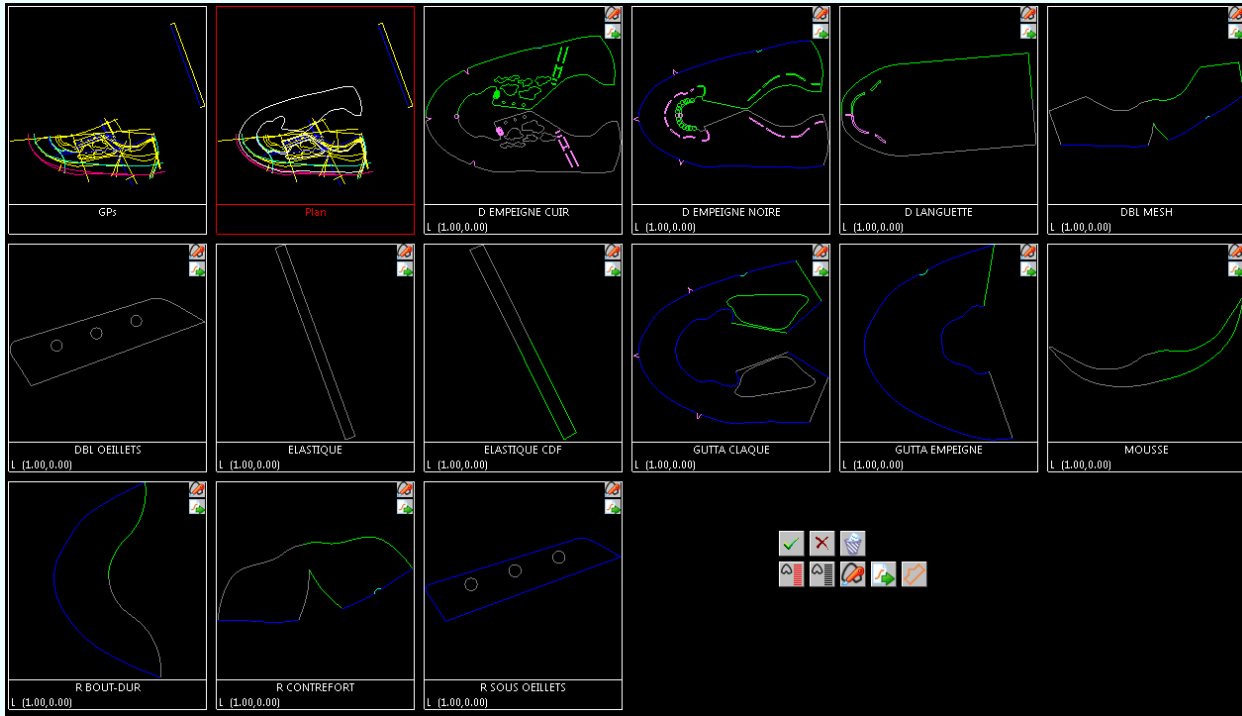 GPs
Plan
D EMPEIGNE CUIR
L (1.00,0.00)
D EMPEIGNE NOIRE
L (1.00,0.00)
D LANGUETTE
L (1.00,0.00)
DBL MESH
L (1.00,0.00)
DBL OEILLETS
L (1.00,0.00)
ELASTIQUE
L (1.00,0.00)
ELASTIQUE CDF
L (1.00,0.00)
GUTTA CLAQUE
L (1.00,0.00)
GUTTA EMPEIGNE
L (1.00,0.00)
MOUSSE
L (1.00,0.00)
R BOUT-DUR
L (1.00,0.00)
R CONTREFORT
L (1.00,0.00)
R SOUS OEILLETS
L (1.00,0.00)